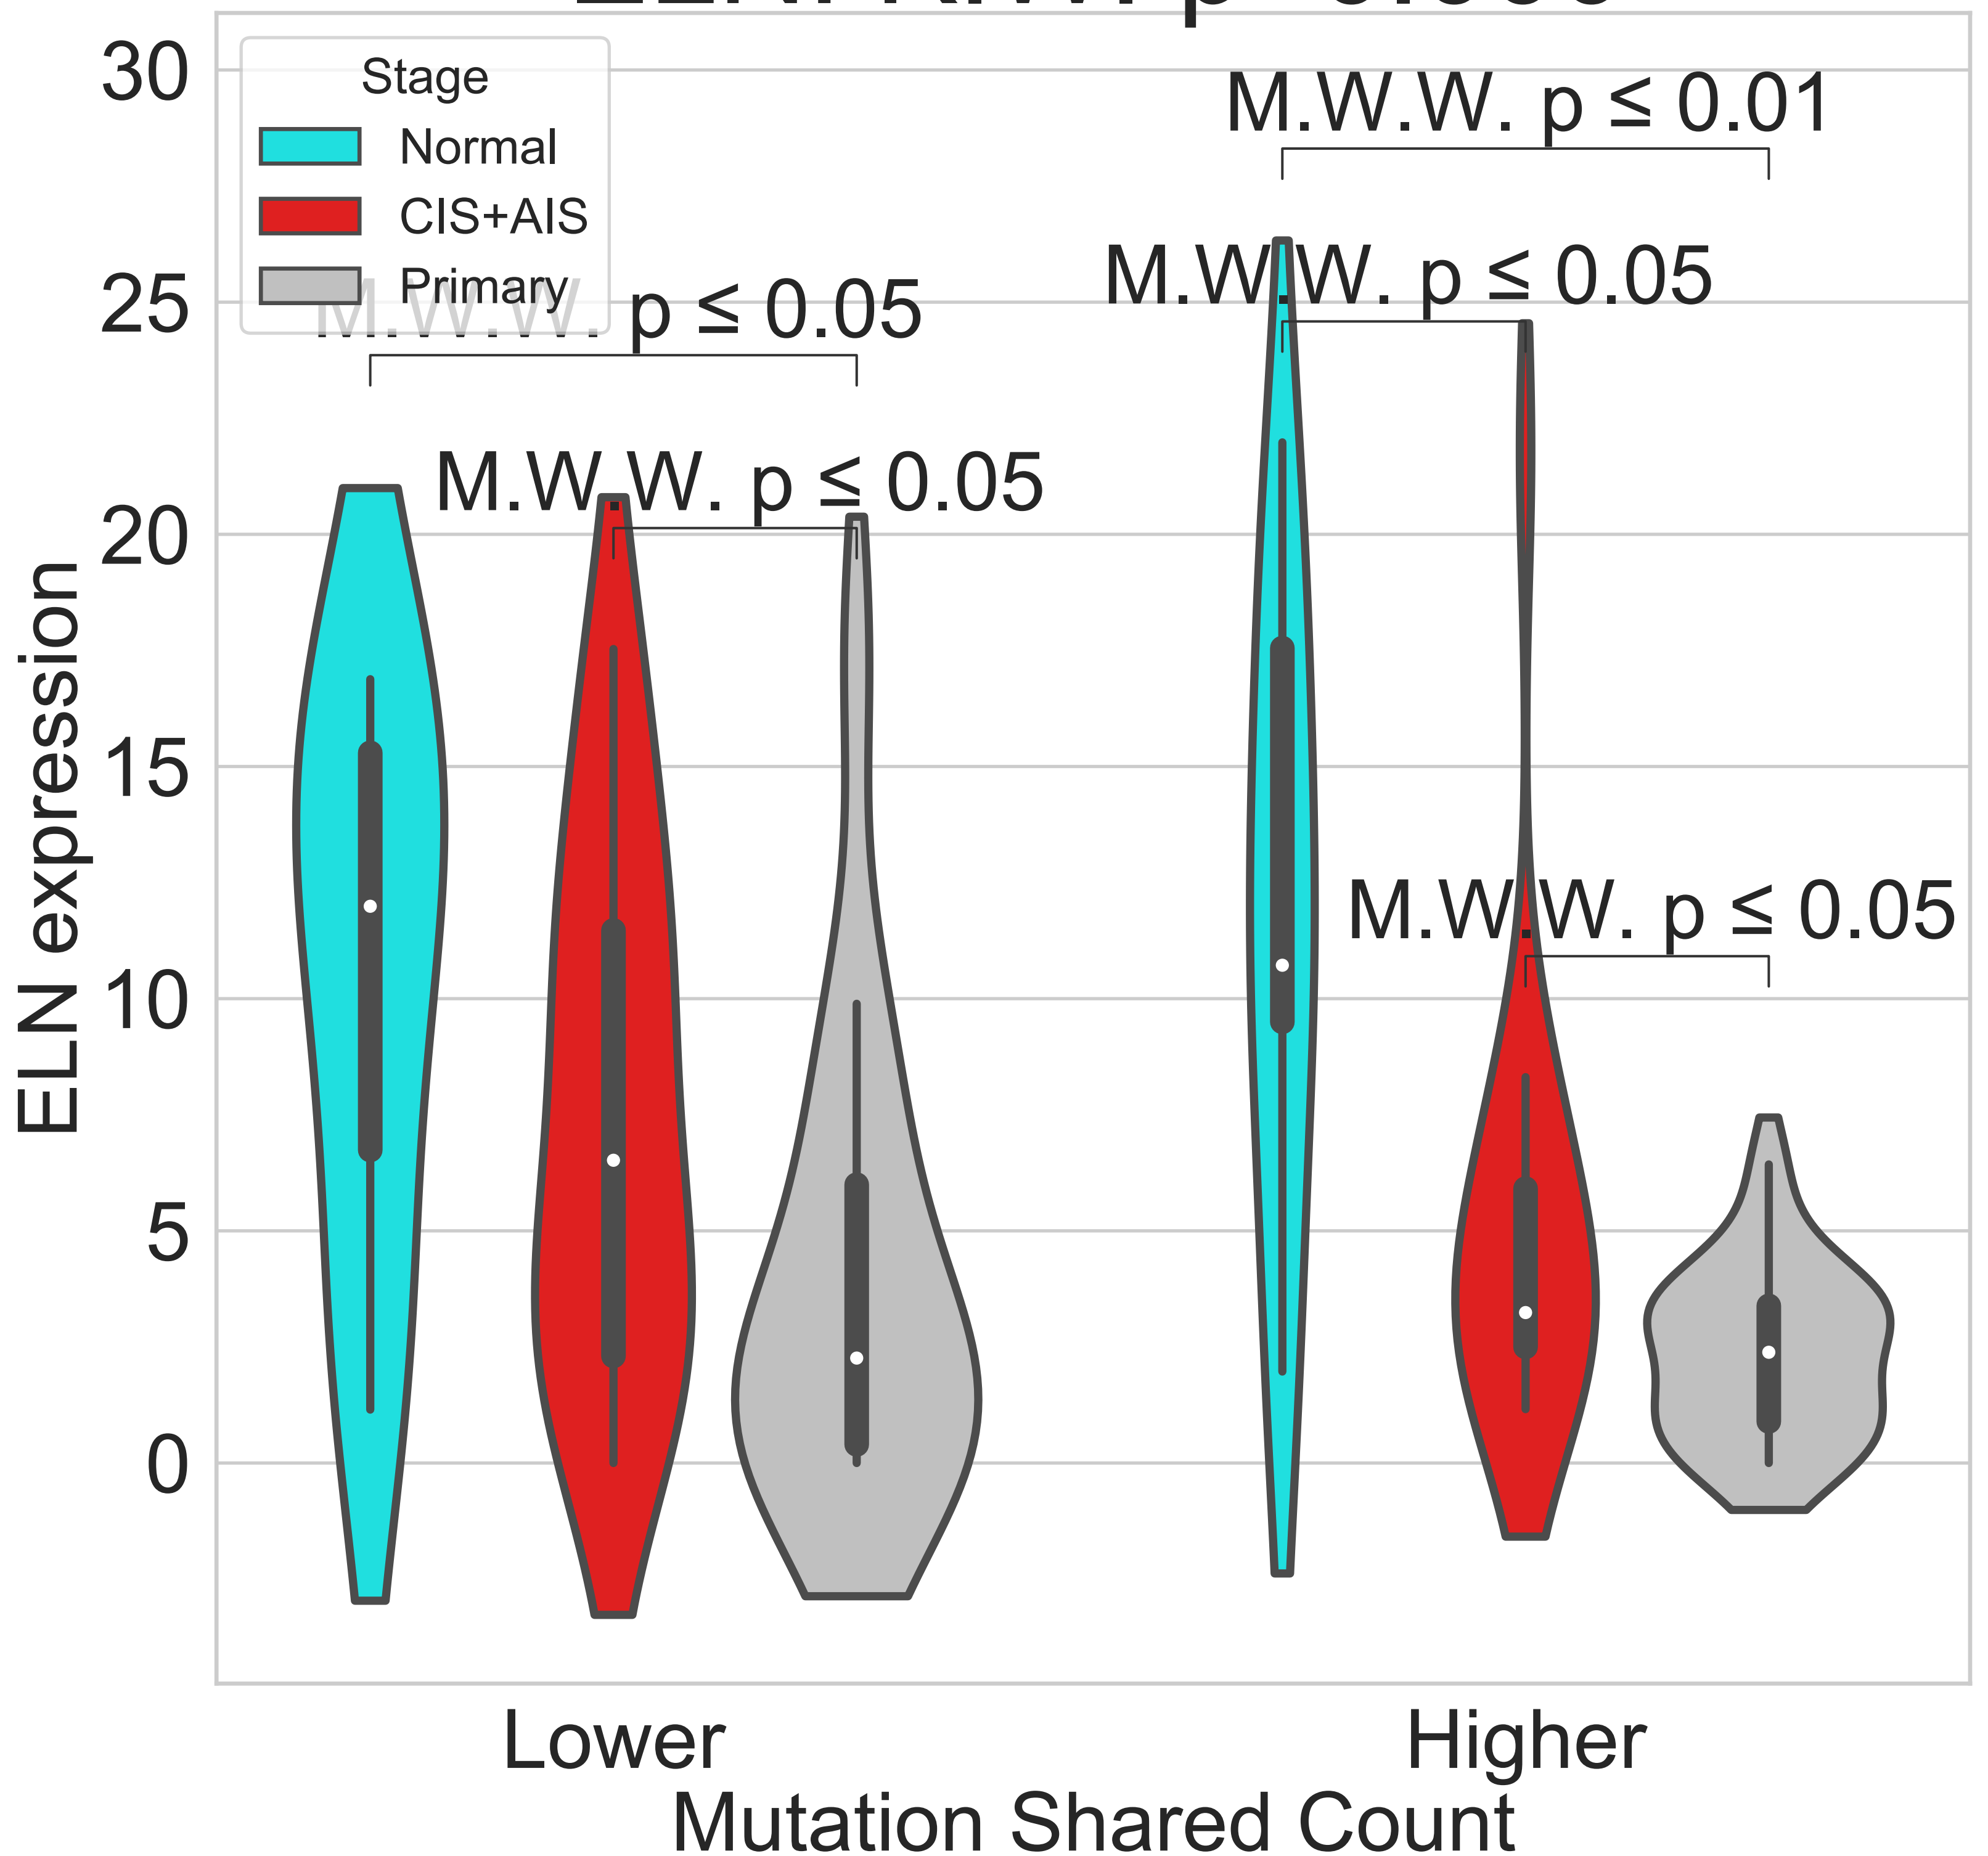 30
Stage
Normal
CIS+AIS
Primary
M.W.W. p ≤ 0.01
M.W.W. p ≤ 0.05
25
M.W.W. p ≤ 0.05
M.W.W. p ≤ 0.05
20
15
M.W.W. p ≤ 0.05
10
5
0
ELN expression
Lower
Higher
Mutation Shared Count